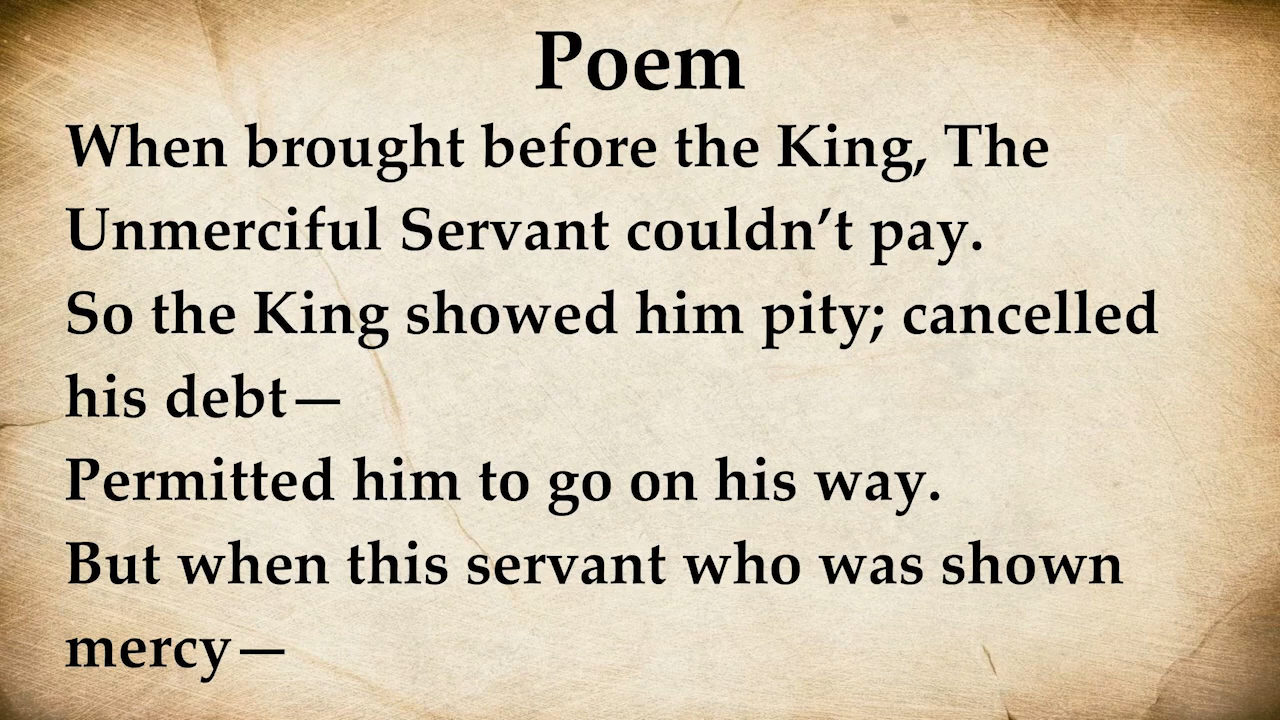 Poem
When brought before the King, The
Unmerciful Servant couldn’t pay.
So the King showed him pity; cancelled
his debt—
Permitted him to go on his way.
But when this servant who was shown
mercy—